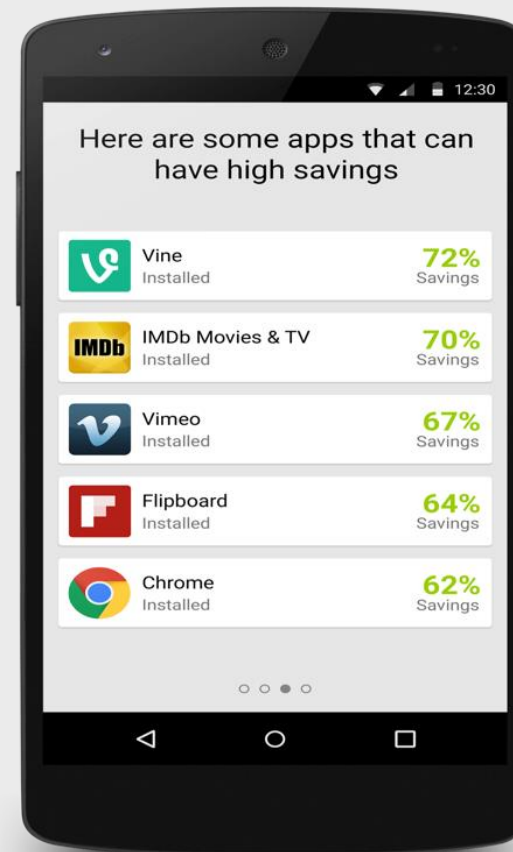 12:30
Here are some apps that can
have high savings
Vine
Installed
72%
Savings
IMDb
IMDb Movies & TV
Installed
70%
Savings
Vimeo
Installed
67%
Savings
Flipboard
Installed
64%
Savings
Chrome
Installed
62%
Savings